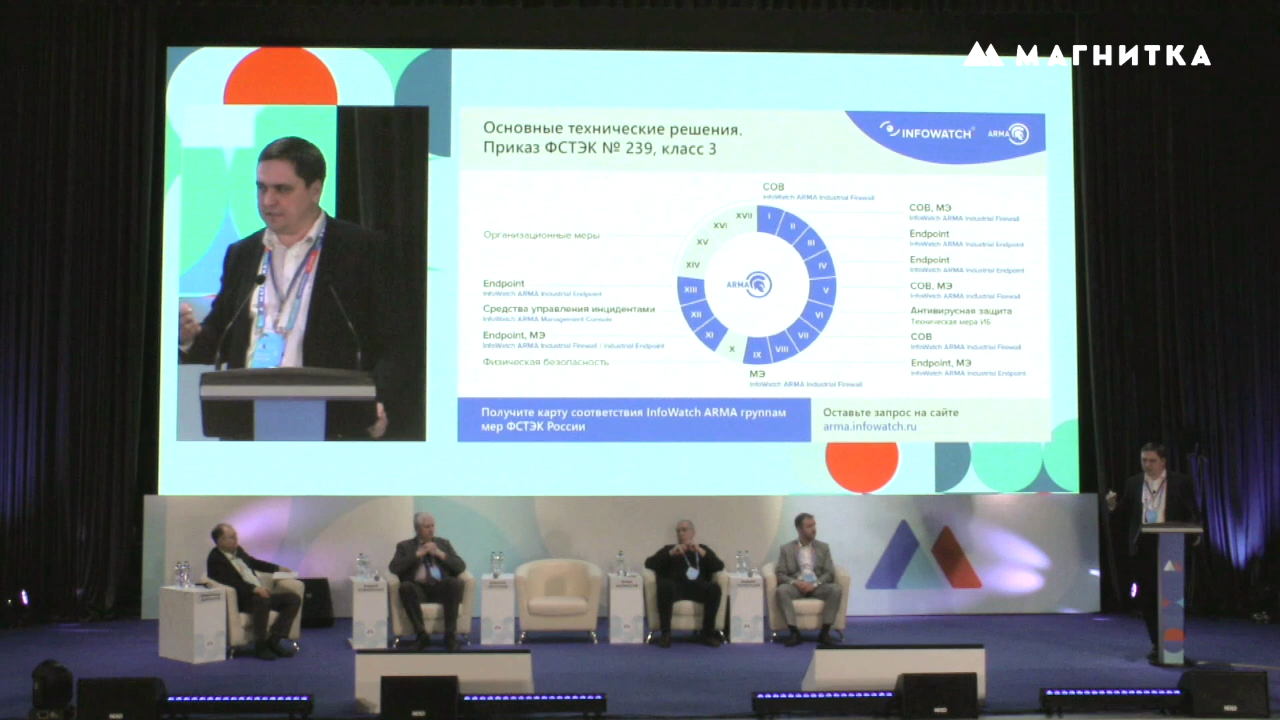 МАГНИТКА
Основные технические решения.
Приказ ФСТЭК № 239, класс 3
INFOWATCH
ARMA
СОВ
InfoWatch ARMA Industrial Firewall
СОВ, МЭ
InfoWatch ARMA Industrial Firewall
Endpoint
InfoWatch ARMA Industrial Endpoint
Endpoint
InfoWatch ARMA Industrial Endpoint
СОВ, МЭ
InfoWatch ARMA Industrial Firewall
Антивирусная защита
Техническая мера ИБ
СОВ
InfoWatch ARMA Industrial Firewall
Endpoint, МЭ
InfoWatch ARMA Industrial Endpoint
МЭ
InfoWatch ARMA Industrial Firewall
Организационные меры
Endpoint
InfoWatch ARMA Industrial Endpoint
Средства управления инцидентами
InfoWatch ARMA Management Console
Endpoint, МЭ
InfoWatch ARMA Industrial Firewall / Industrial Endpoint
Физическая безопасность
I
II
III
IV
V
VI
VII
VIII
IX
X
XI
XII
XIII
XIV
XV
XVI
XVII
ARMA
Получите карту соответствия InfoWatch ARMA группам
мер ФСТЭК России
Оставьте запрос на сайте
arma.infowatch.ru